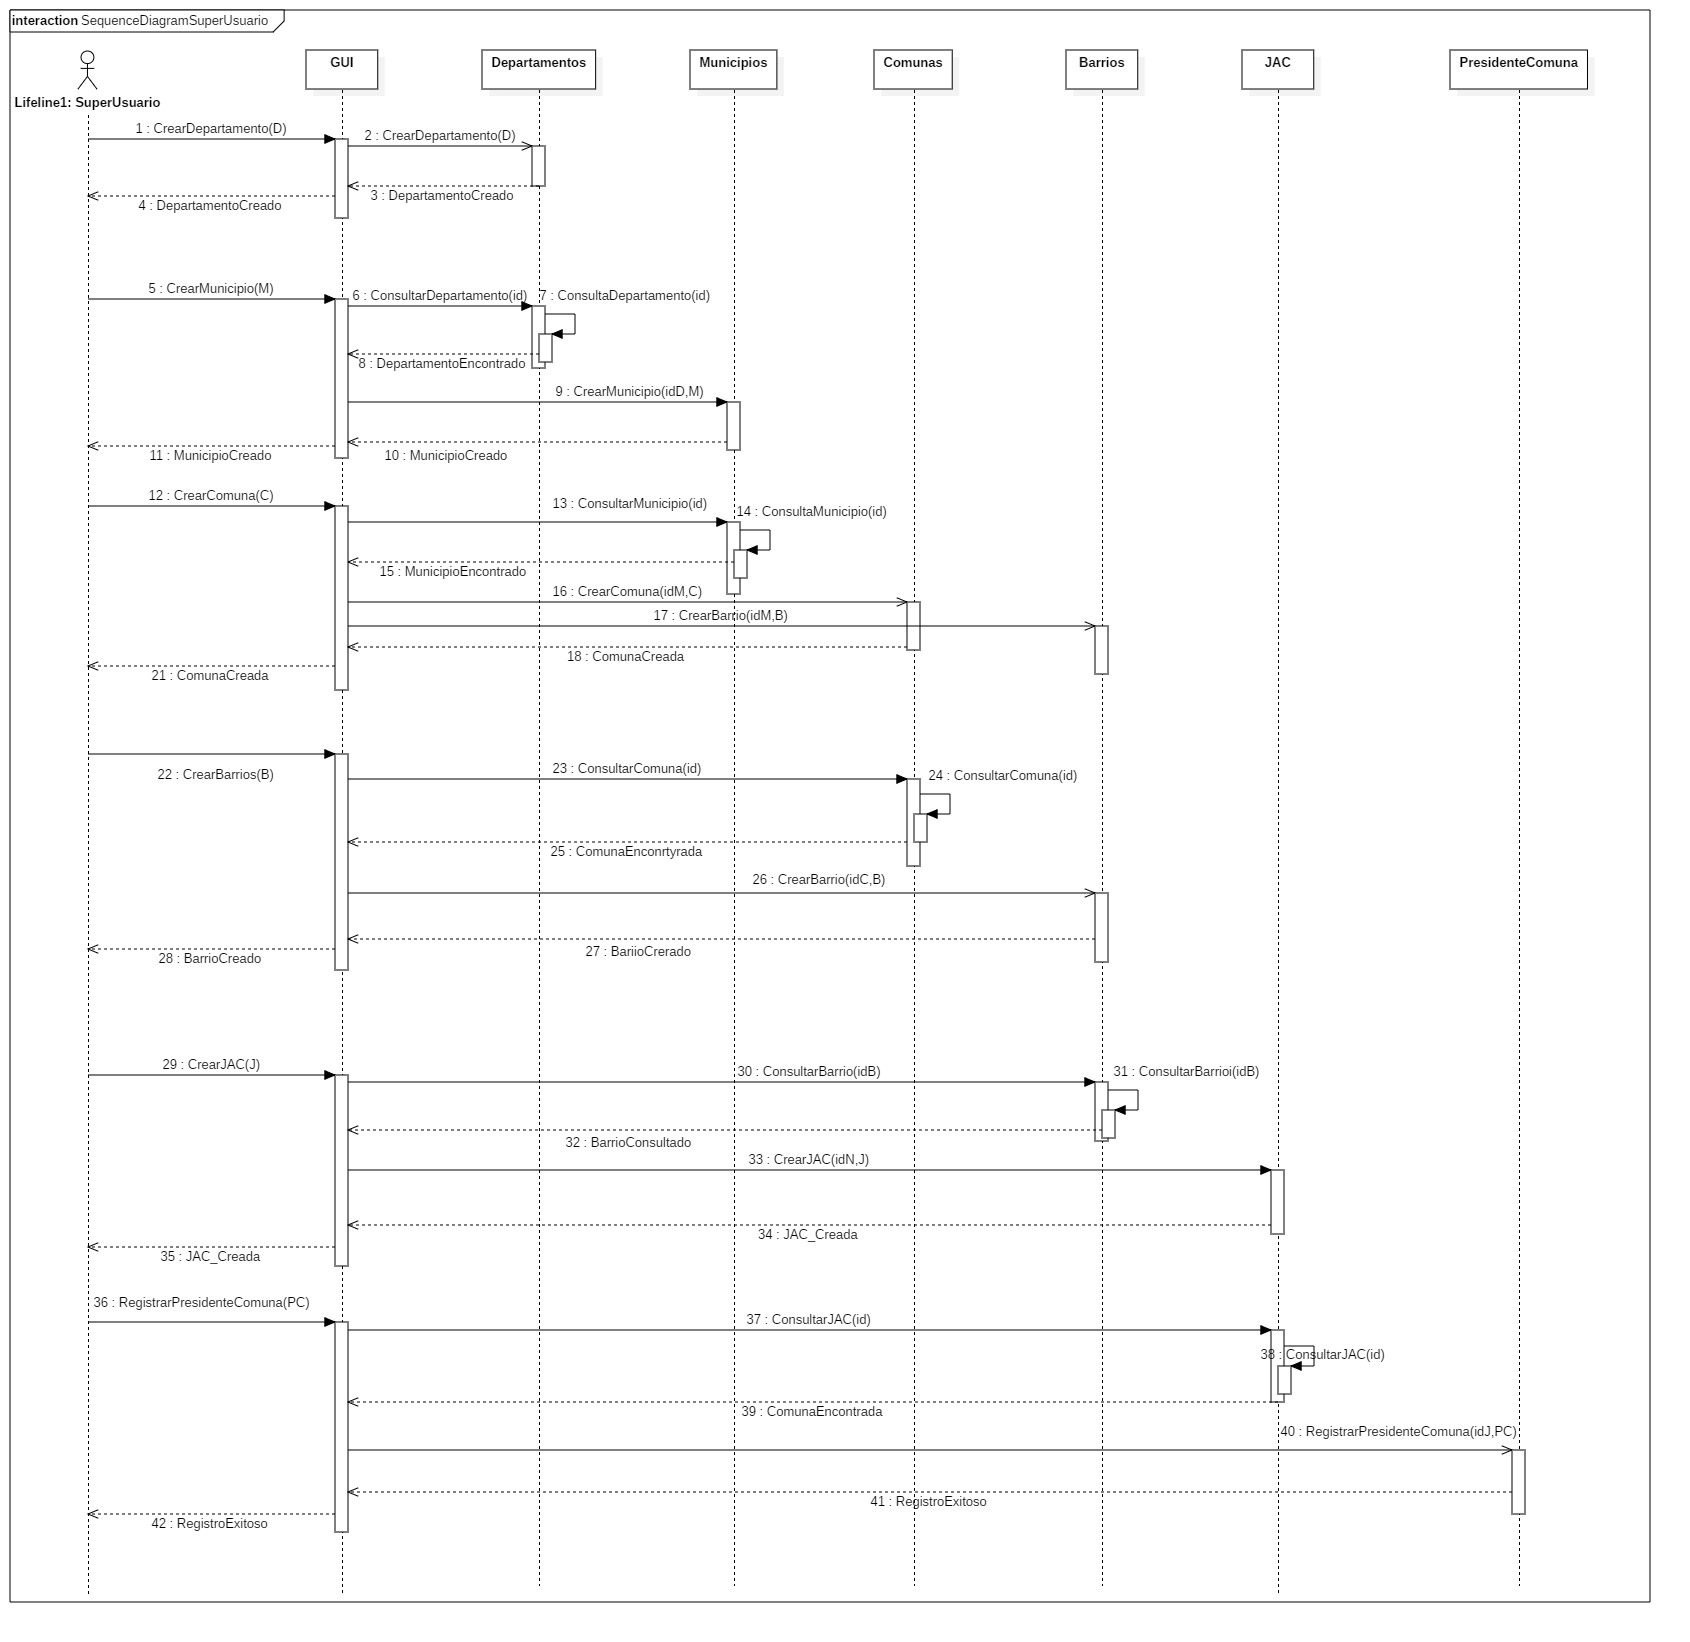 interaction SequenceDiagramSuperUsuario
GUI
Departamentos
Municipios
Comunas
Barrios
JAC
PresidenteComuna
Lifeline1: SuperUsuario
1 : CrearDepartamento(D)
2 : CrearDepartamento(D)
3 : DepartamentoCreado
4 : DepartamentoCreado
5 : CrearMunicipio(M)
6 : ConsultarDepartamento(id)
7 : ConsultaDepartamento(id)
8 : DepartamentoEncontrado
9 : CrearMunicipio(idD,M)
10 : MunicipioCreado
11 : MunicipioCreado
12 : CrearComuna(C)
13 : ConsultarMunicipio(id)
14 : ConsultaMunicipio(id)
15 : MunicipioEncontrado
16 : CrearComuna(idM,C)
17 : CrearBarrio(idM,B)
18 : ComunaCreada
21 : ComunaCreada
22 : CrearBarrios(B)
23 : ConsultarComuna(id)
24 : ConsultarComuna(id)
25 : ComunaEnconrtyrada
26 : CrearBarrio(idC,B)
27 : BariioCrerado
28 : BarrioCreado
29 : CrearJAC(J)
30 : ConsultarBarrio(idB)
31 : ConsultarBarrioi(idB)
32 : BarrioConsultado
33 : CrearJAC(idN,J)
34 : JAC_Creada
35 : JAC_Creada
36 : RegistrarPresidenteComuna(PC)
37 : ConsultarJAC(id)
38 : ConsultarJAC(id)
39 : ComunaEncontrada
40 : RegistrarPresidenteComuna(idJ,PC)
41 : RegistroExitoso
42 : RegistroExitoso